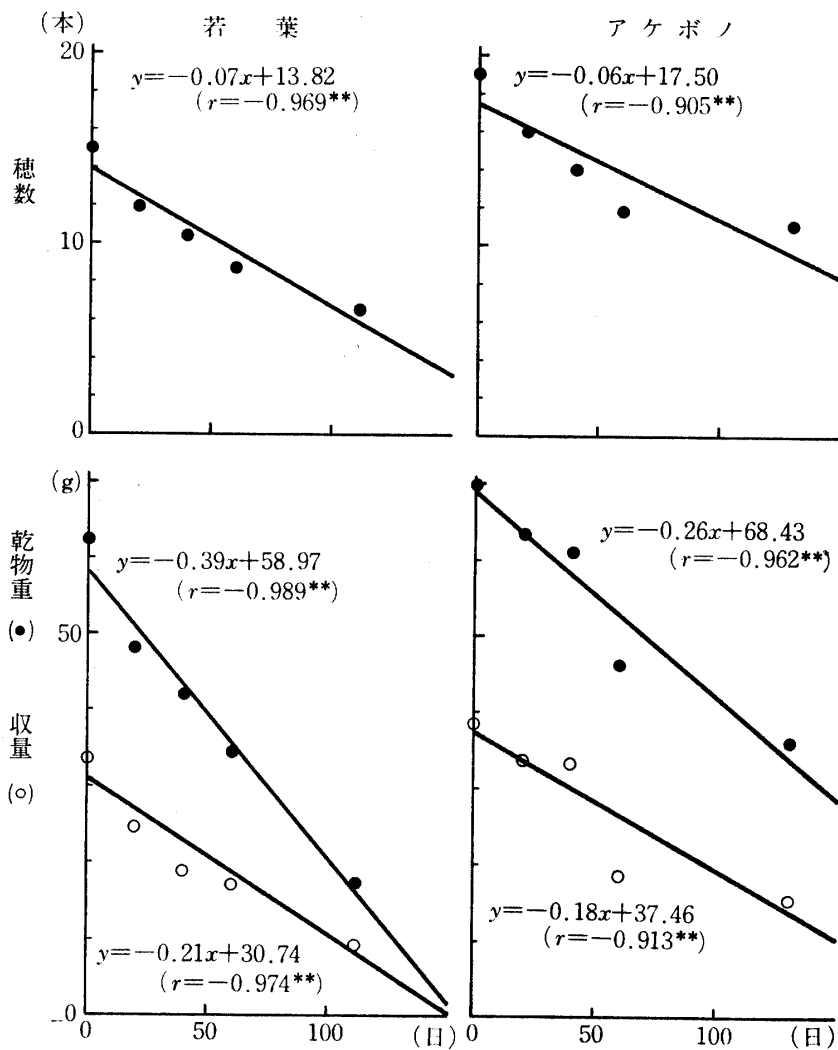 若葉
アケボノ
(本)
20
10
0
穂数
y=−0.07x+13.82
(r=−0.969**)
y=−0.06x+17.50
(r=−0.905**)
(g)
50
0
乾物重
(●)
収量
(○)
y=−0.39x+58.97
(r=−0.989**)
y=−0.21x+30.74
(r=−0.974**)
y=−0.26x+68.43
(r=−0.962**)
y=−0.18x+37.46
(r=−0.913**)
0 50 100 (日)
0 50 100 (日)